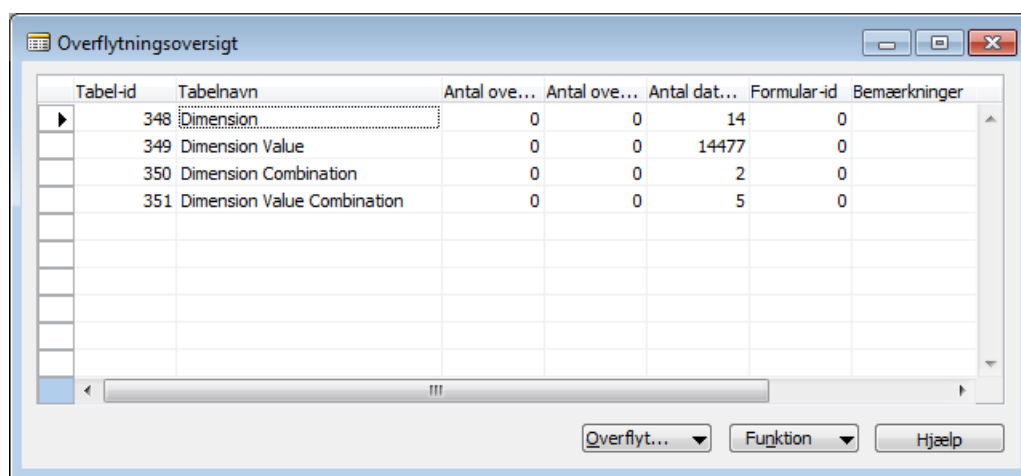 Overflytningsoversigt
Tabel-id Tabelnavn Antal ove... Antal ove... Antal dat... Formular-id Bemærkninger
348 Dimension 0 0 14 0
349 Dimension Value 0 0 14477 0
350 Dimension Combination 0 0 2 0
351 Dimension Value Combination 0 0 5 0
Overflyt... Funktion Hjælp